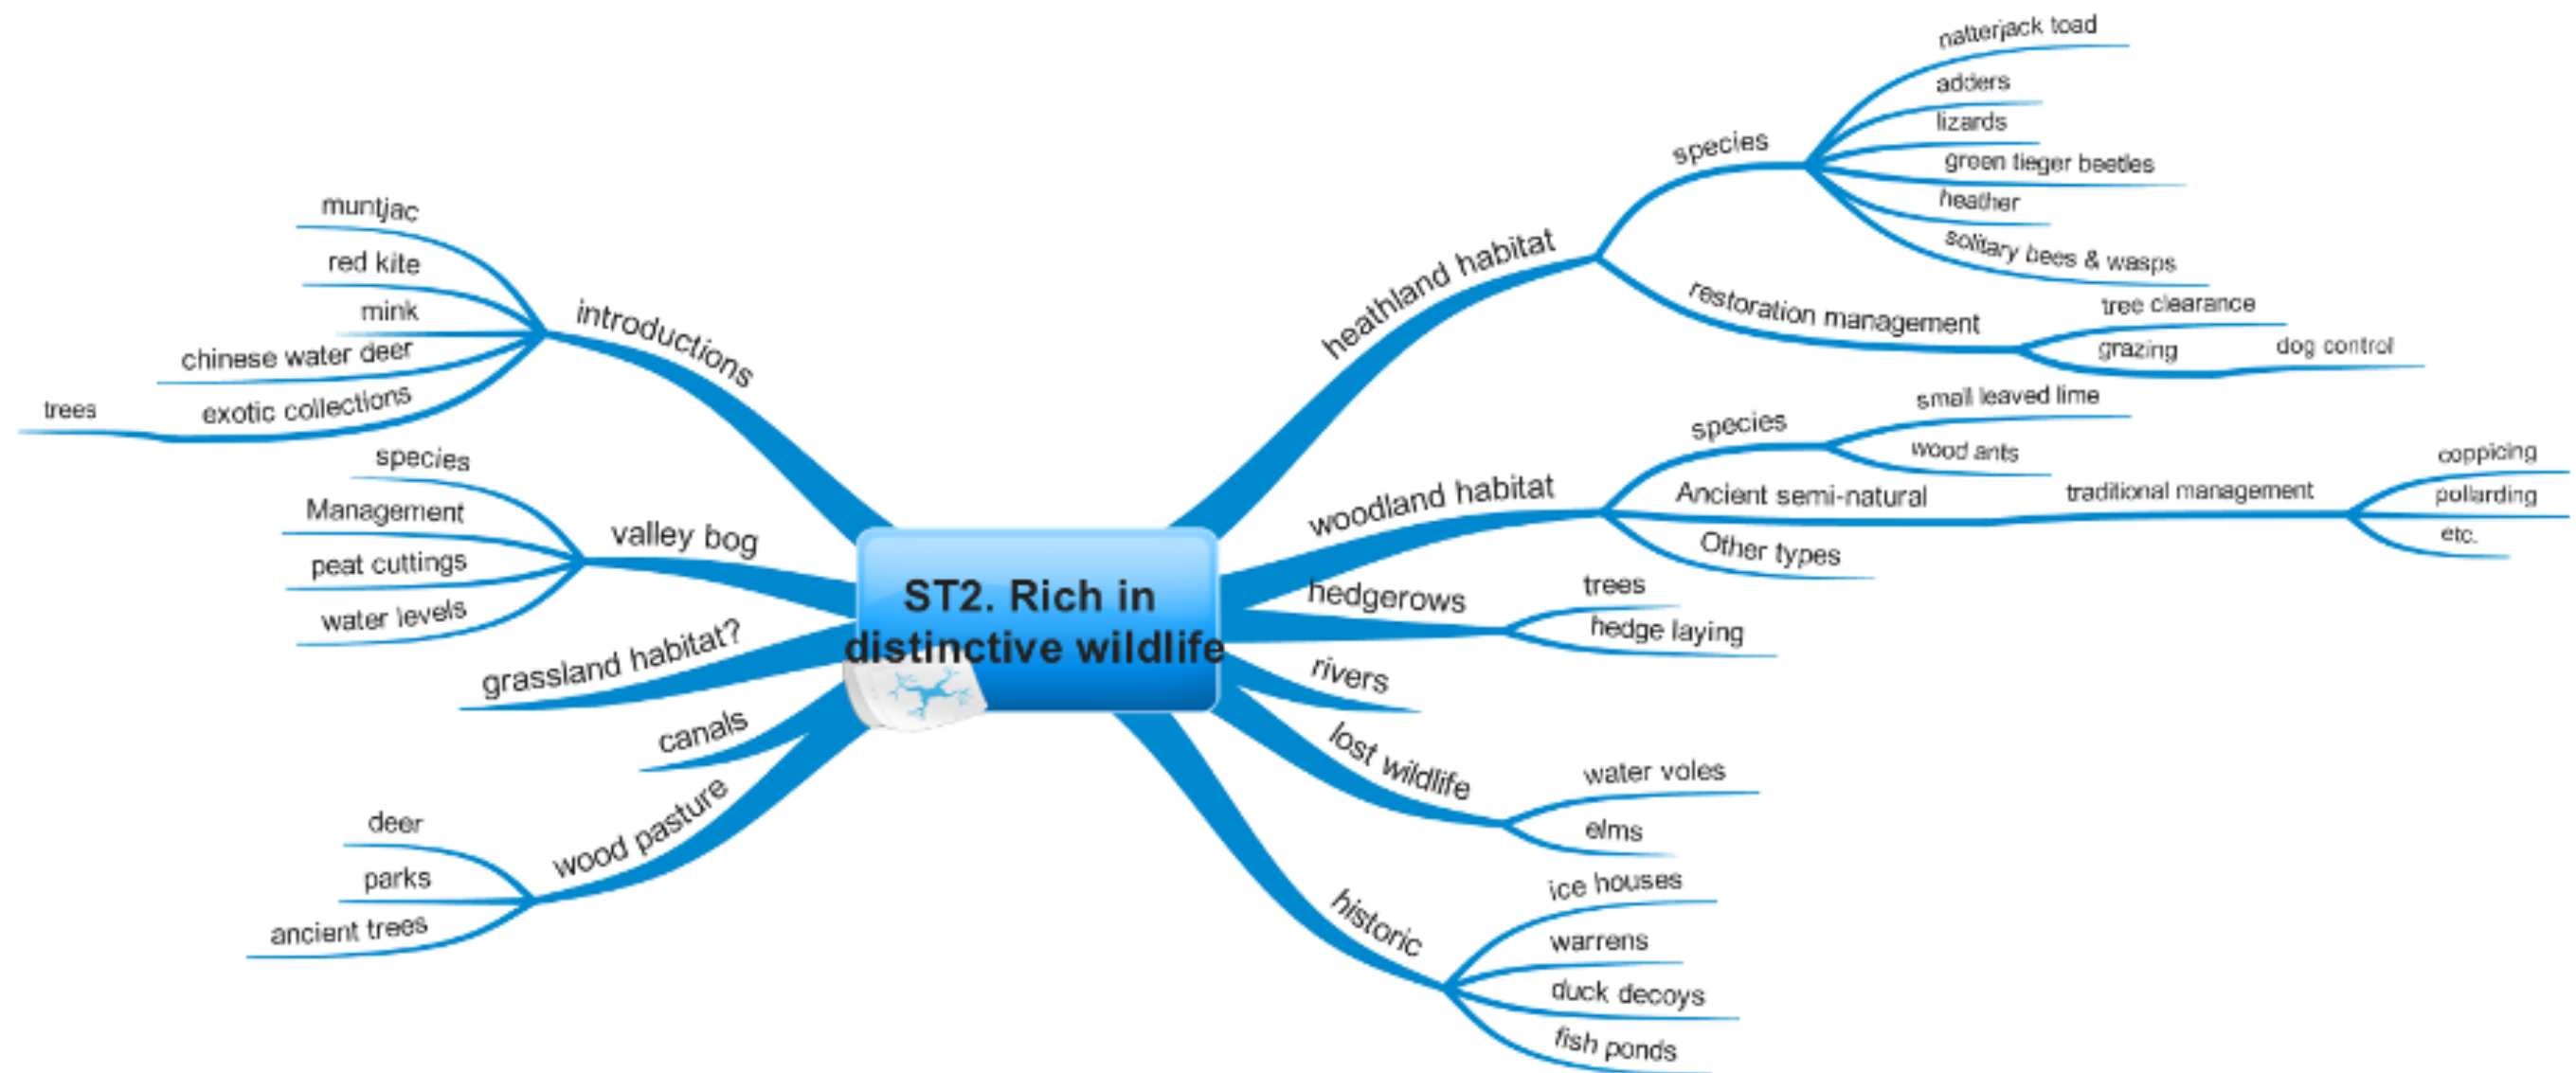 ST2. Rich in
distinctive wildlife
heathland habitat
species
natterjack toad
adders
lizards
green tieger beetles
heather
solitary bees & wasps
restoration management
tree clearance
grazing
dog control
woodland habitat
species
small leaved lime
wood ants
Ancient semi-natural
traditional management
coppicing
pollarding
etc.
Other types
hedgerows
trees
hedge laying
rivers
lost wildlife
water voles
elms
historic
ice houses
warrens
duck decoys
fish ponds
introductions
muntjac
red kite
mink
chinese water deer
exotic collections
trees
valley bog
species
Management
peat cuttings
water levels
grassland habitat?
canals
wood pasture
deer
parks
ancient trees